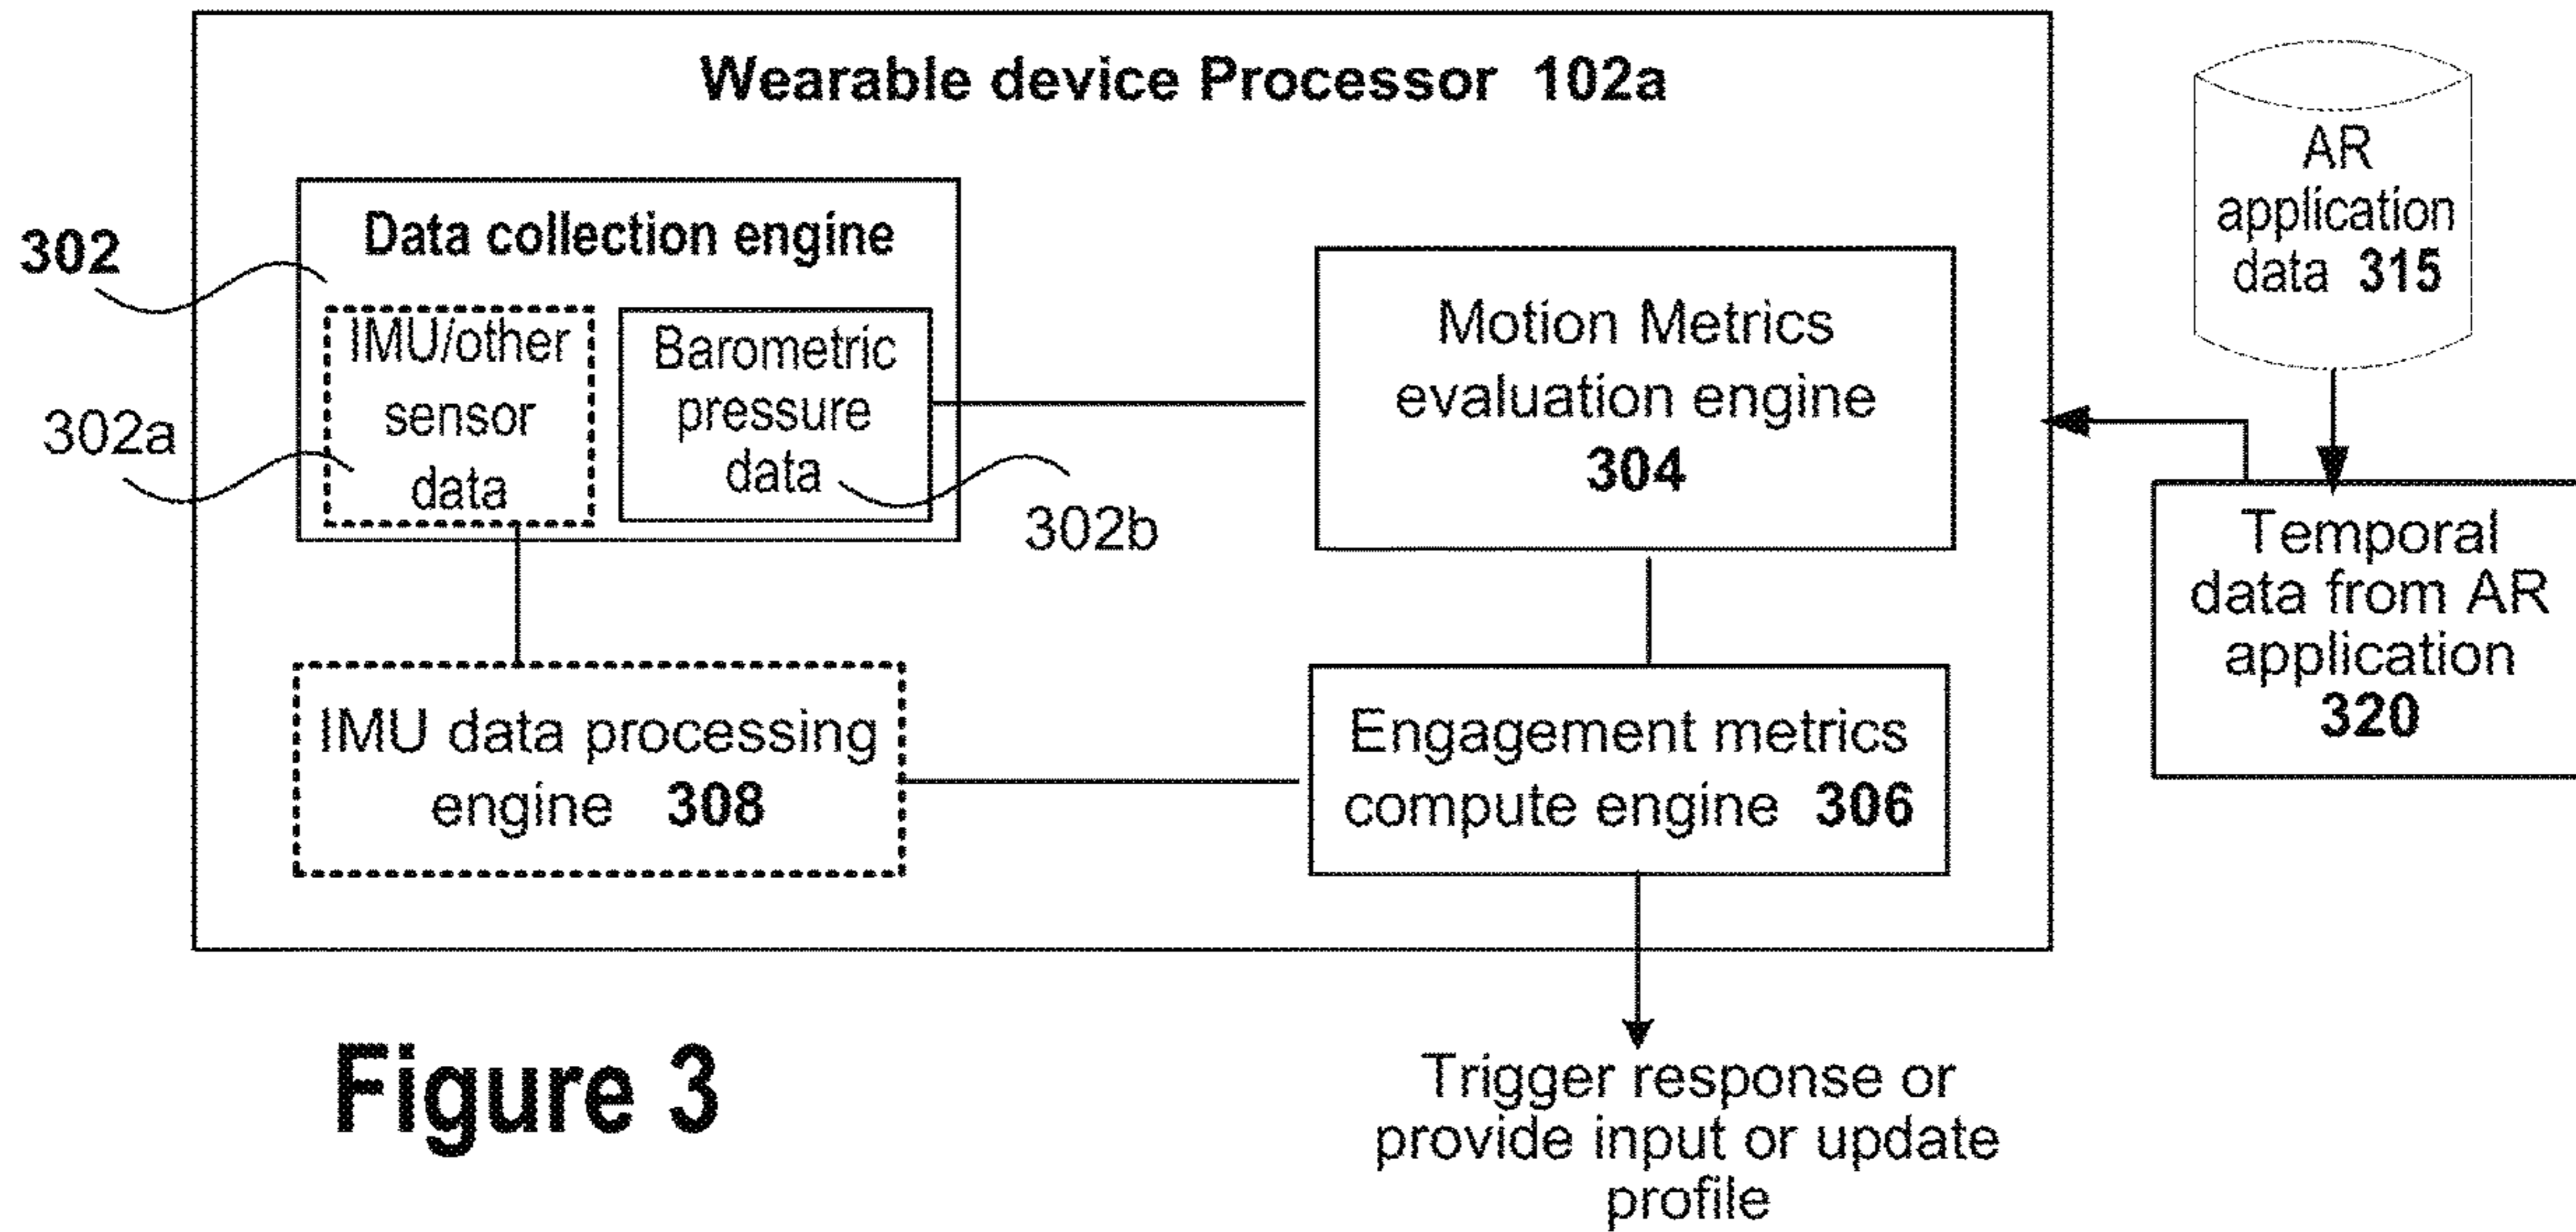 Wearable device Processor 102a
302
Data collection engine
302a
IMU/other
sensor
data
Barometric
pressure
data
302b
Motion Metrics
evaluation engine
304
IMU data processing
engine 308
Engagement metrics
compute engine 306
AR
application
data 315
Temporal
data from AR
application
320
Trigger response or
provide input or update
profile
Figure 3